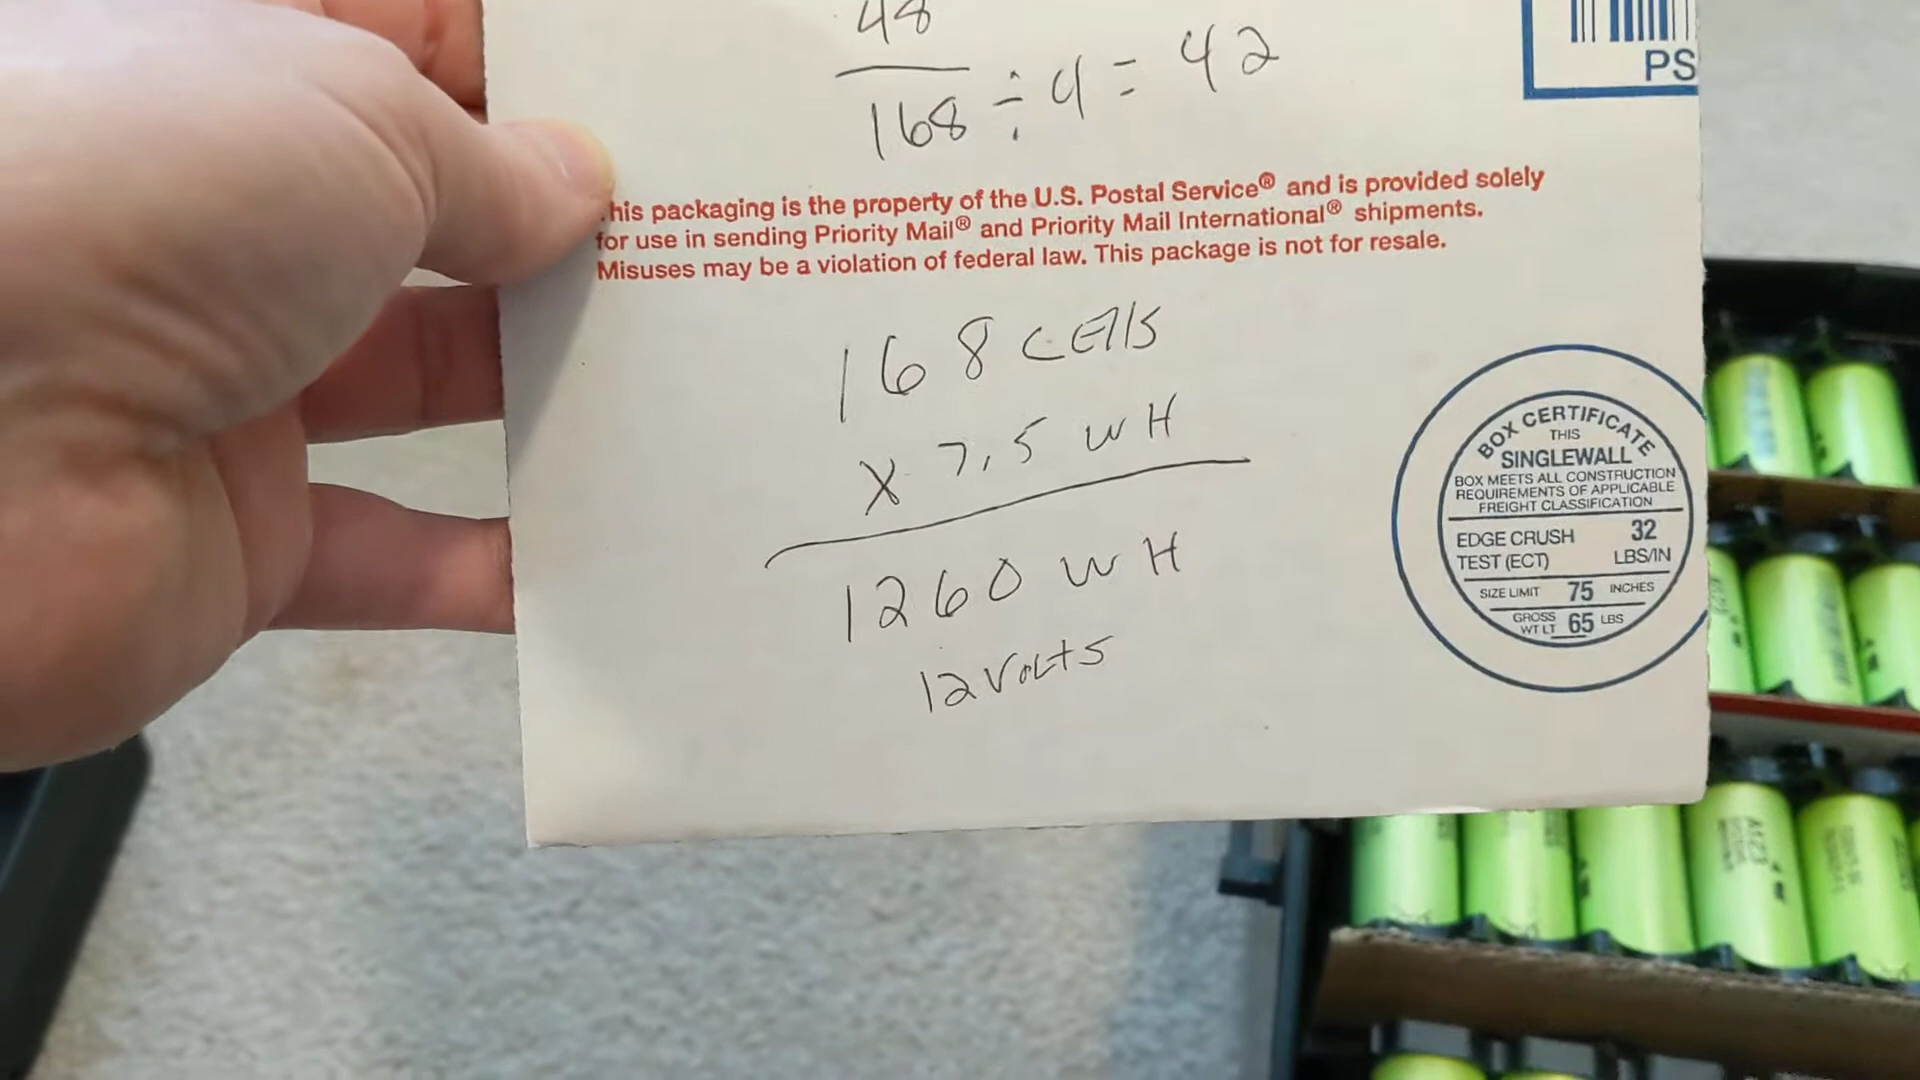 48
168 ÷ 4 = 42
PS
his packaging is the property of the U.S. Postal Service® and is provided solely
for use in sending Priority Mail® and Priority Mail International® shipments.
Misuses may be a violation of federal law. This package is not for resale.
168 CEllS
X 7.5 WH
1260 WH
12 VOLTS
BOX CERTIFICATE
THIS
SINGLEWALL
BOX MEETS ALL CONSTRUCTION
REQUIREMENTS OF APPLICABLE
FREIGHT CLASSIFICATION
EDGE CRUSH
TEST (ECT)
32
LBS/IN
SIZE LIMIT 75 INCHES
GROSS
WT LT 65 LBS